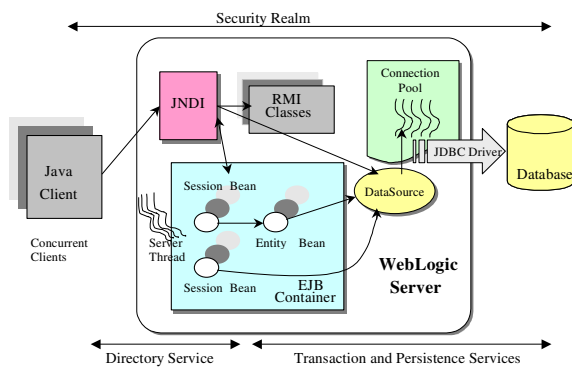 Security Realm
Connection
Pool
JNDI
RMI
Classes
JDBC Driver
Database
Java
Client
Session Bean
DataSource
Concurrent
Clients
Server
Thread
Entity Bean
WebLogic
Server
Session Bean
EJB
Container
Directory Service
Transaction and Persistence Services